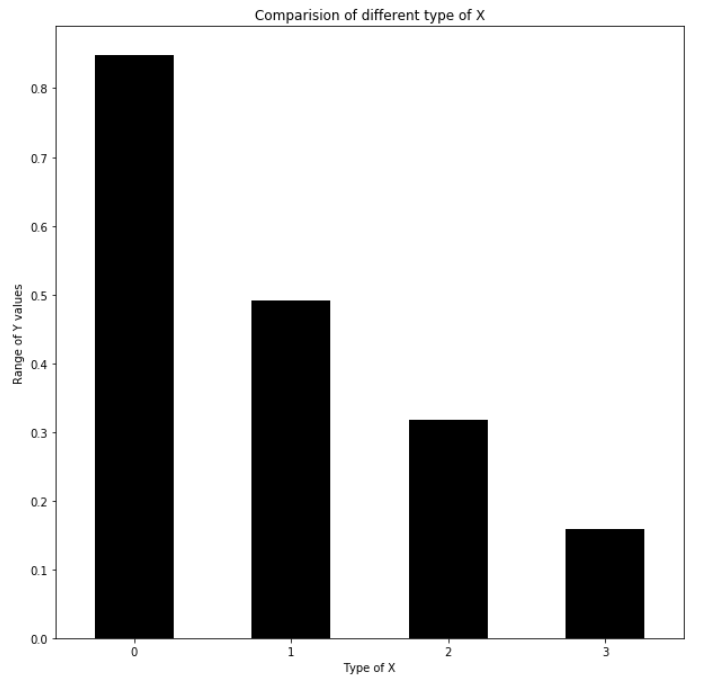 Comparision of different type of X
Range of Y values
0.8
0.7
0.6
0.5
0.4
0.3
0.2
0.1
0.0
0 1 2 3
Type of X